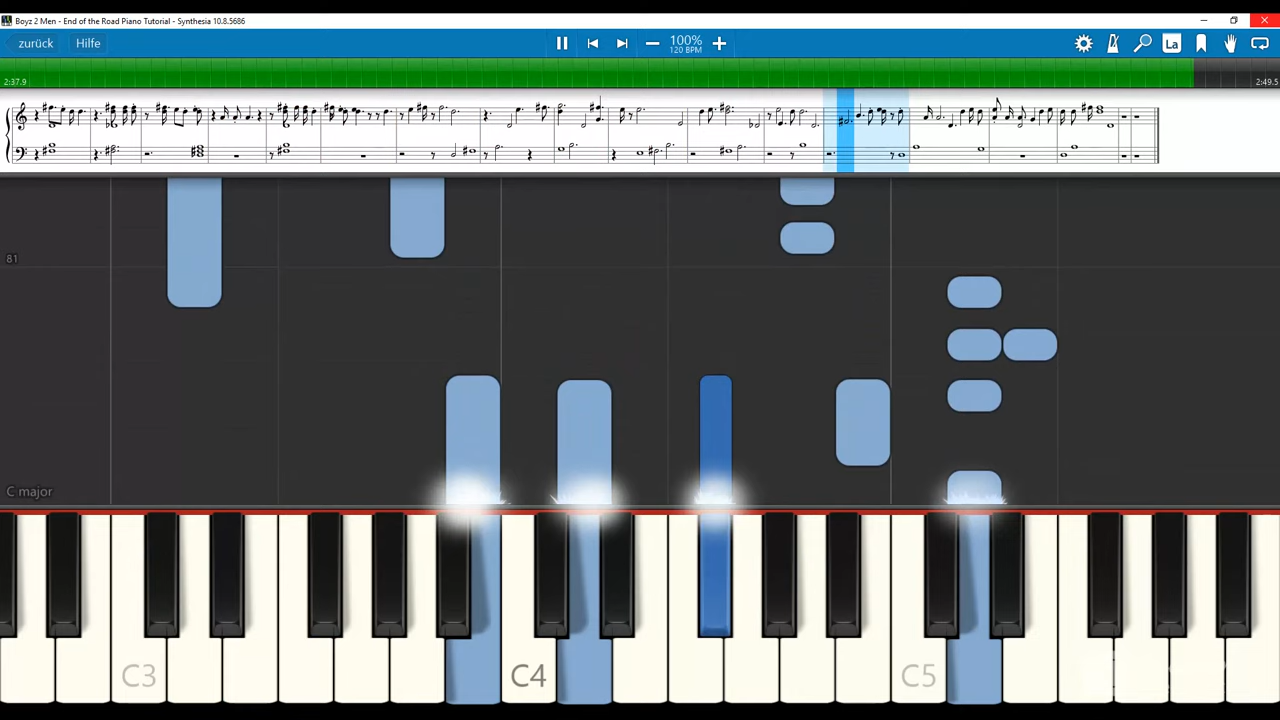 Boyz 2 Men - End of the Road Piano Tutorial - Synthesia 10.8.5686
zurück
Hilfe
100%
120 BPM
La
2:37.9
2:49.5
81
C major
C3
C4
C5